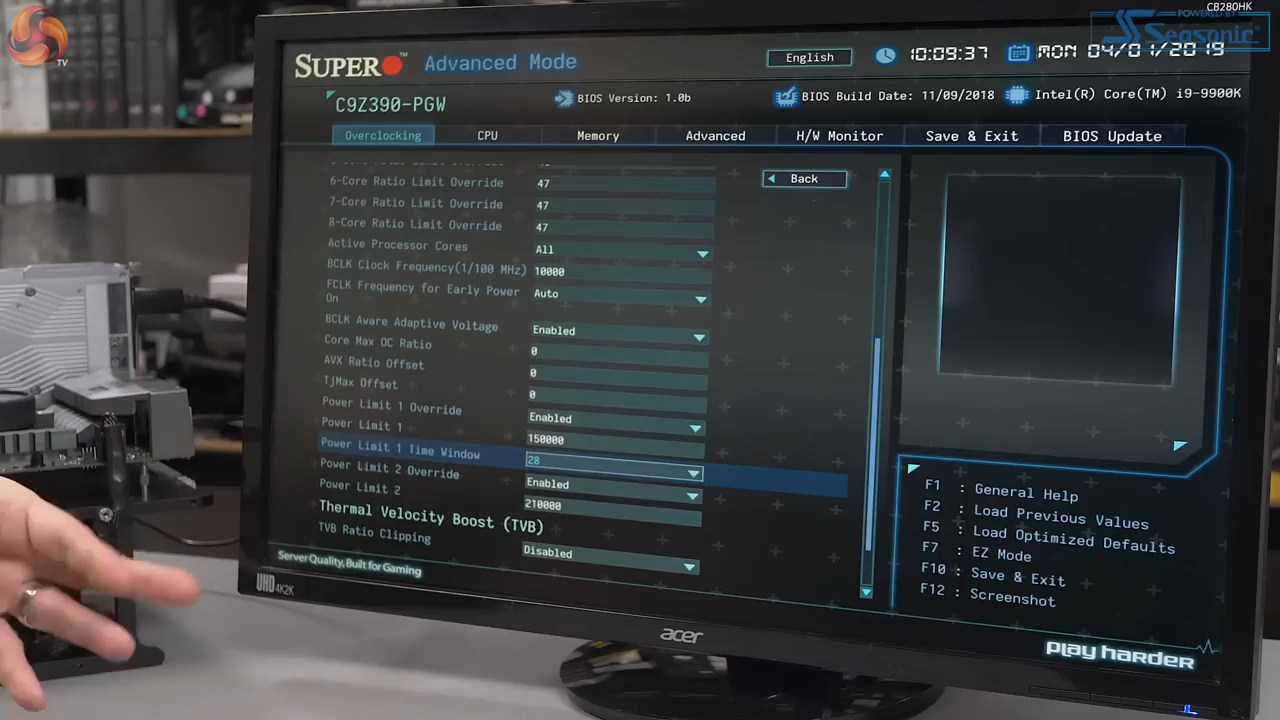 CB280HK
POWERED BY
Seasonic
TV
SUPER
Advanced Mode
English
10:09:37
MON 04/01/2019
C9Z390-PGW
BIOS Version: 1.0b
BIOS Build Date: 11/09/2018
Intel(R) Core(TM) i9-9900K
Overclocking CPU Memory Advanced H/W Monitor Save & Exit BIOS Update
Back
6-Core Ratio Limit Override 47
7-Core Ratio Limit Override 47
8-Core Ratio Limit Override 47
Active Processor Cores All
BCLK Clock Frequency(1/100 MHz) 10000
FCLK Frequency for Early Power Auto
On
BCLK Aware Adaptive Voltage Enabled
Core Max OC Ratio 0
AVX Ratio Offset 0
TjMax Offset 0
Power Limit 1 Override Enabled
Power Limit 1 150000
Power Limit 1 Time Window 28
Power Limit 2 Override Enabled
Power Limit 2 210000
Thermal Velocity Boost (TVB)
TVB Ratio Clipping Disabled
F1 : General Help
F2 : Load Previous Values
F5 : Load Optimized Defaults
F7 : EZ Mode
F10 : Save & Exit
F12 : Screenshot
Server Quality, Built for Gaming
PLAY HARDER
UHD 4K2K
acer